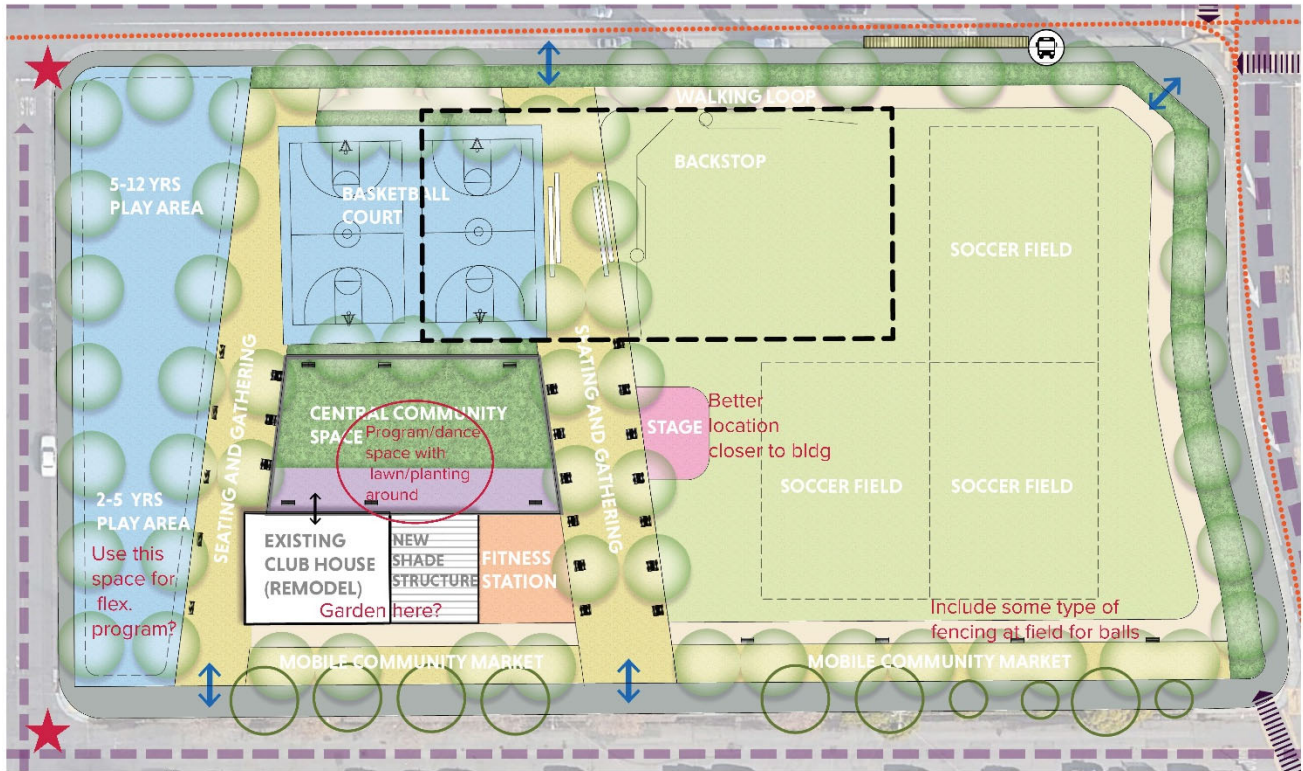 WALKING LOOP
5-12 YRS
PLAY AREA
BASKETBALL
COURT
BACKSTOP
SOCCER FIELD
SEATING AND GATHERING
CENTRAL COMMUNITY
SPACE
Program/dance
space with
lawn/planting
around
SEATING AND GATHERING
STAGE
Better
location
closer to bldg
SOCCER FIELD
SOCCER FIELD
2-5 YRS
PLAY AREA
Use this
space for
flex.
program?
EXISTING
CLUB HOUSE
(REMODEL)
NEW
SHADE
STRUCTURE
FITNESS
STATION
Garden here?
Include some type of
fencing at field for balls
MOBILE COMMUNITY MARKET
MOBILE COMMUNITY MARKET